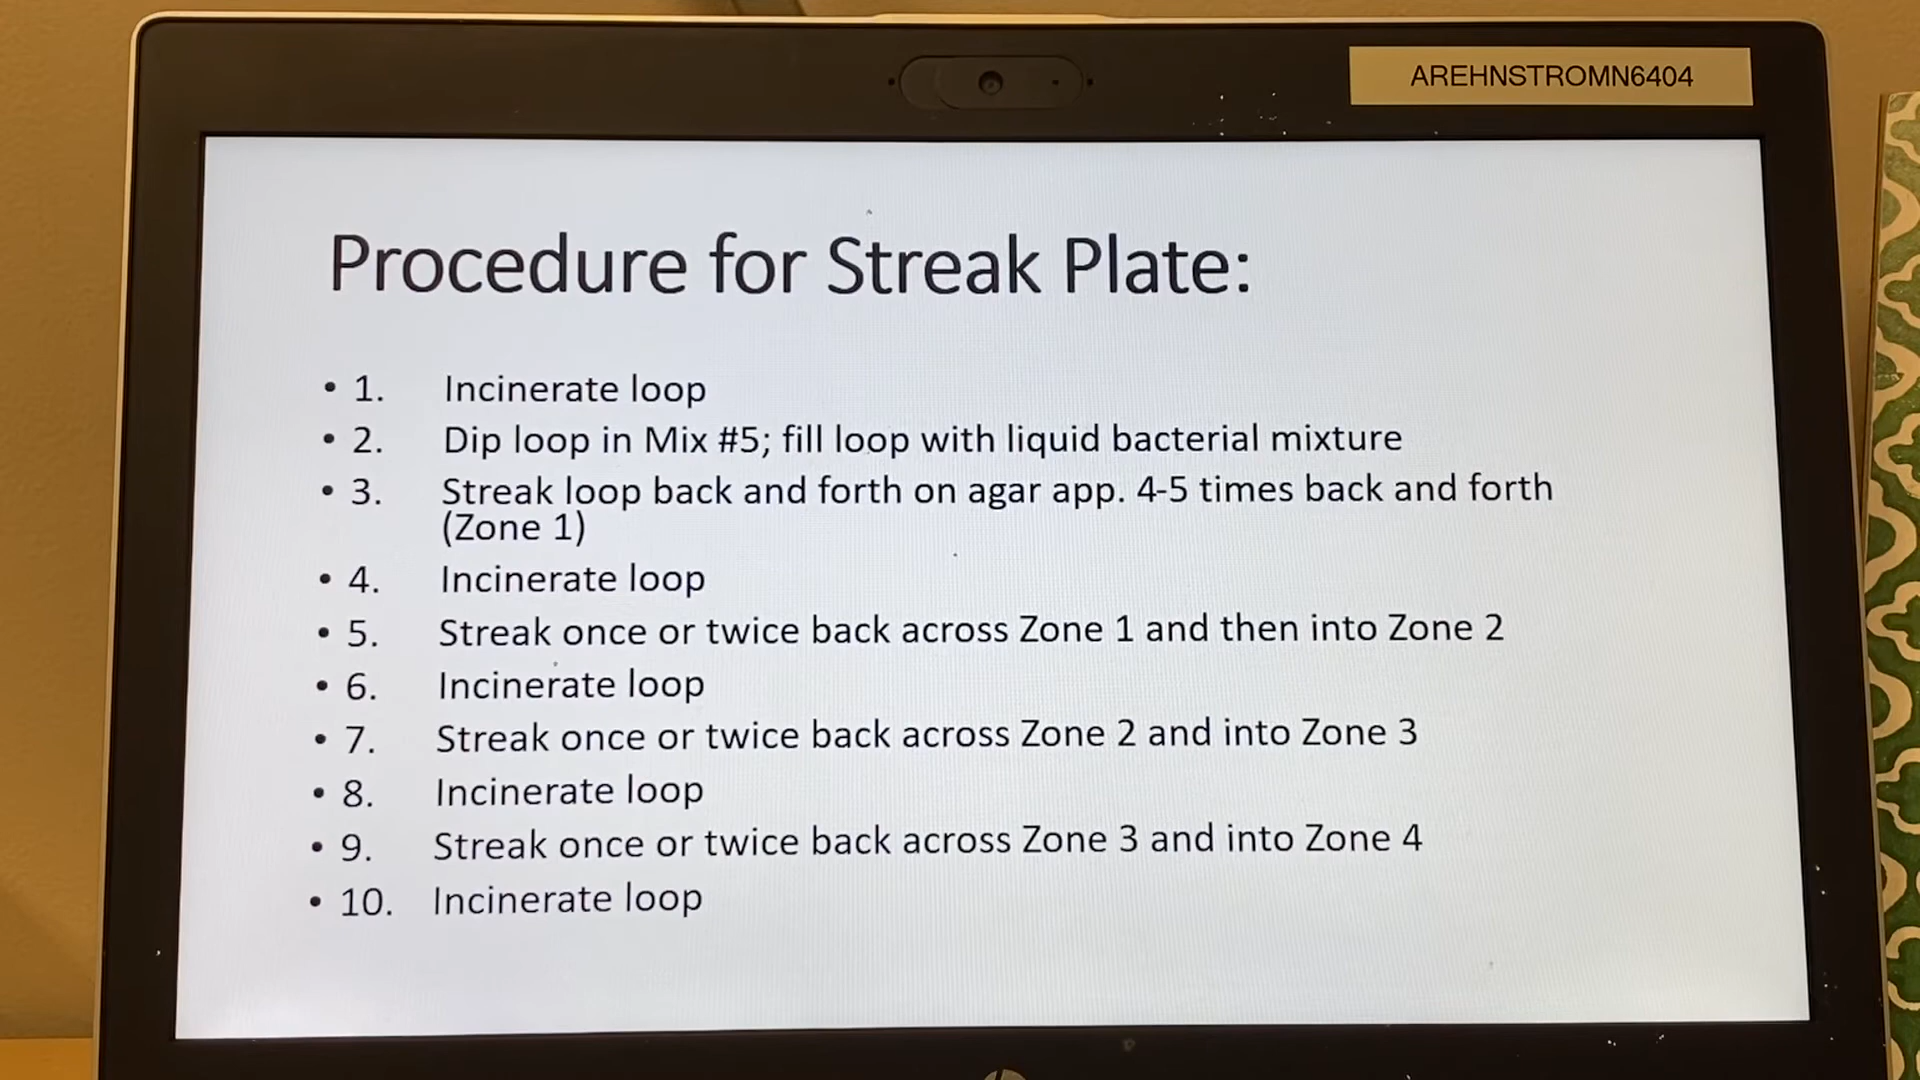 AREHNSTROMN6404
Procedure for Streak Plate:
• 1. Incinerate loop
• 2. Dip loop in Mix #5; fill loop with liquid bacterial mixture
• 3. Streak loop back and forth on agar app. 4-5 times back and forth
(Zone 1)
• 4. Incinerate loop
• 5. Streak once or twice back across Zone 1 and then into Zone 2
• 6. Incinerate loop
• 7. Streak once or twice back across Zone 2 and into Zone 3
• 8. Incinerate loop
• 9. Streak once or twice back across Zone 3 and into Zone 4
• 10. Incinerate loop